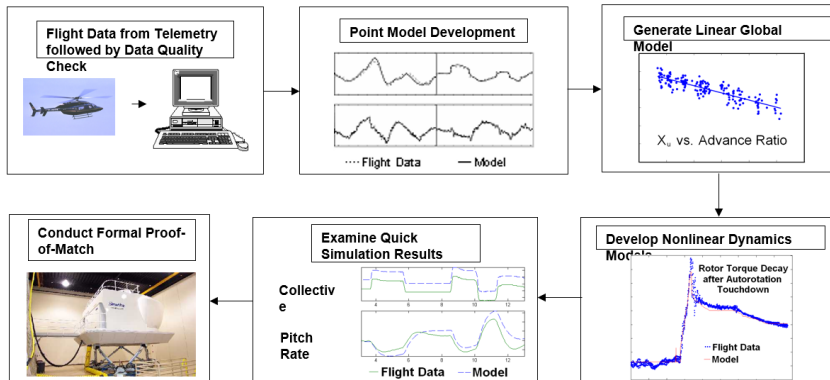 Flight Data from Telemetry
followed by Data Quality
Check
Point Model Development
Flight Data
Model
Generate Linear Global
Model
Xu vs. Advance Ratio
Develop Nonlinear Dynamics
Models
Rotor Torque Decay
after Autorotation
Touchdown
Flight Data
Model
Examine Quick
Simulation Results
Collectiv
e
4 6 8 10 12
Pitch
Rate
4 6 8 10 12
Flight Data
Model
Conduct Formal Proof-
of-Match